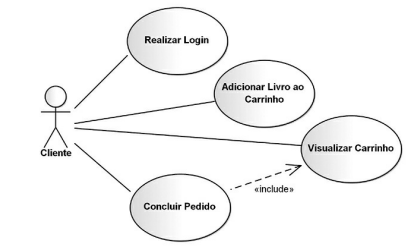 Realizar Login
Adicionar Livro ao
Carrinho
Cliente
Visualizar Carrinho
«include»
Concluir Pedido